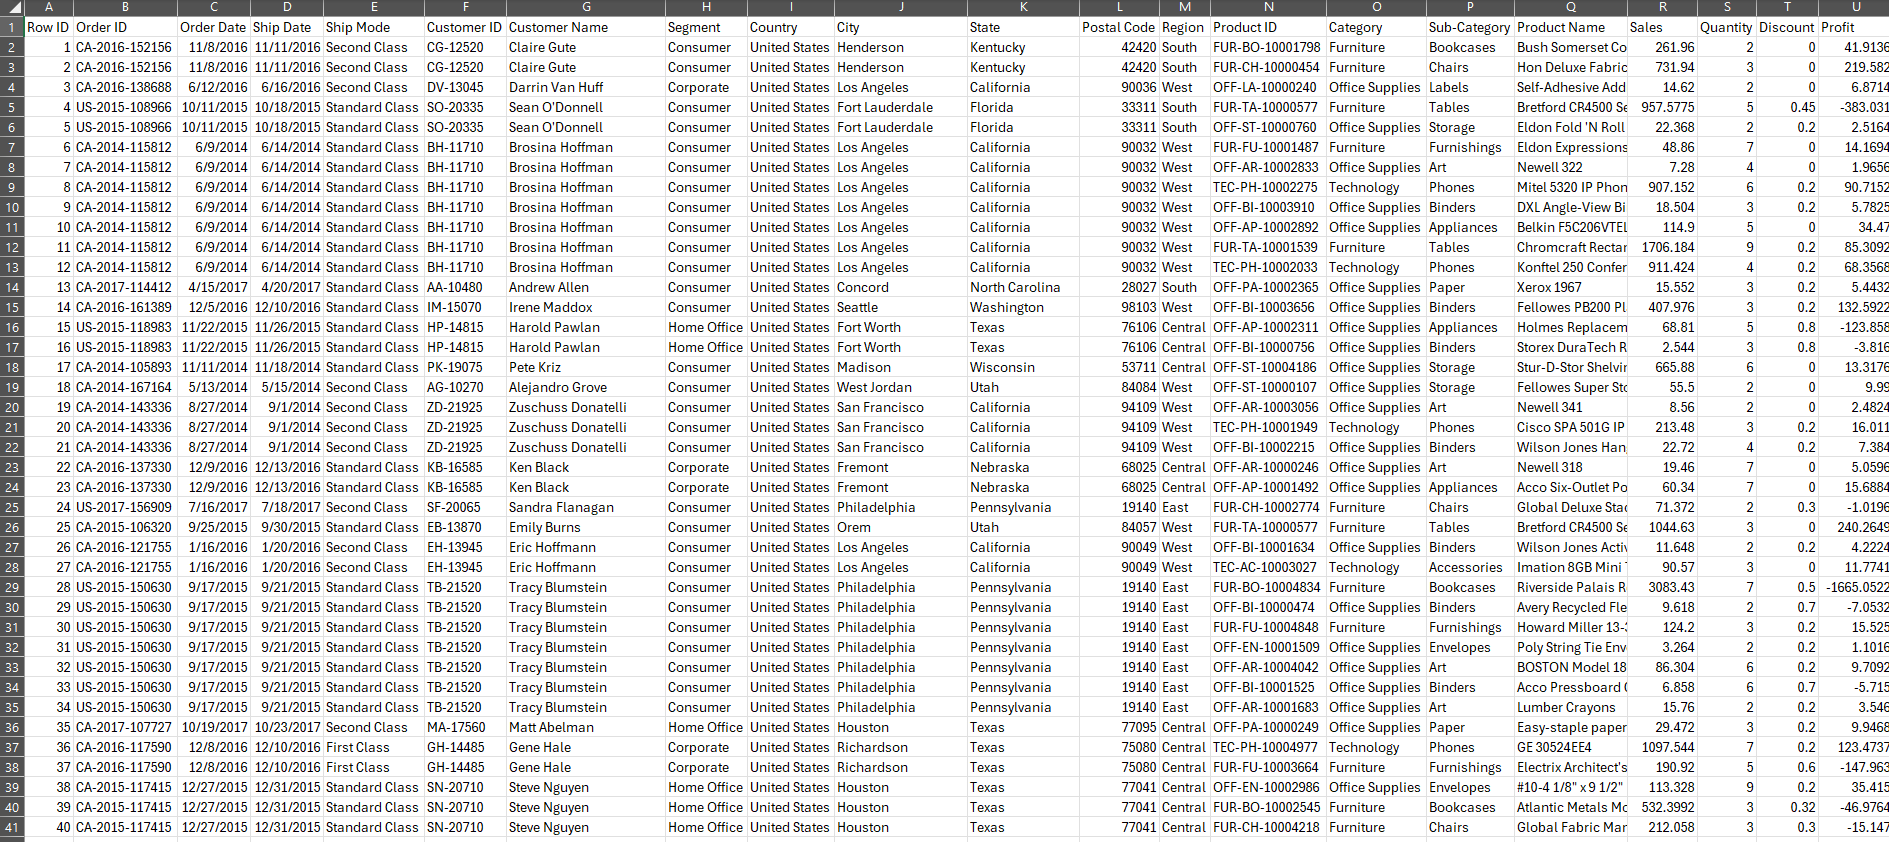 A B C D E F G H I J K L M N O P Q R S T U
1 Row ID Order ID Order Date Ship Date Ship Mode Customer ID Customer Name Segment Country City State Postal Code Region Product ID Category Sub-Category Product Name Sales Quantity Discount Profit
2 1 CA-2016-152156 11/8/2016 11/11/2016 Second Class CG-12520 Claire Gute Consumer United States Henderson Kentucky 42420 South FUR-BO-10001798 Furniture Bookcases Bush Somerset Co 261.96 2 0 41.9136
3 2 CA-2016-152156 11/8/2016 11/11/2016 Second Class CG-12520 Claire Gute Consumer United States Henderson Kentucky 42420 South FUR-CH-10000454 Furniture Chairs Hon Deluxe Fabric 731.94 3 0 219.582
4 3 CA-2016-138688 6/12/2016 6/16/2016 Second Class DV-13045 Darrin Van Huff Corporate United States Los Angeles California 90036 West OFF-LA-10000240 Office Supplies Labels Self-Adhesive Add 14.62 2 0 6.8714
5 4 US-2015-108966 10/11/2015 10/18/2015 Standard Class SO-20335 Sean O'Donnell Consumer United States Fort Lauderdale Florida 33311 South FUR-TA-10000577 Furniture Tables Bretford CR4500 Se 957.5775 5 0.45 -383.031
6 5 US-2015-108966 10/11/2015 10/18/2015 Standard Class SO-20335 Sean O'Donnell Consumer United States Fort Lauderdale Florida 33311 South OFF-ST-10000760 Office Supplies Storage Eldon Fold 'N Roll 22.368 2 0.2 2.5164
7 6 CA-2014-115812 6/9/2014 6/14/2014 Standard Class BH-11710 Brosina Hoffman Consumer United States Los Angeles California 90032 West FUR-FU-10001487 Furniture Furnishings Eldon Expressions 48.86 7 0 14.1694
8 7 CA-2014-115812 6/9/2014 6/14/2014 Standard Class BH-11710 Brosina Hoffman Consumer United States Los Angeles California 90032 West OFF-AR-10002833 Office Supplies Art Newell 322 7.28 4 0 1.9656
9 8 CA-2014-115812 6/9/2014 6/14/2014 Standard Class BH-11710 Brosina Hoffman Consumer United States Los Angeles California 90032 West TEC-PH-10002275 Technology Phones Mitel 5320 IP Phon 907.152 6 0.2 90.7152
10 9 CA-2014-115812 6/9/2014 6/14/2014 Standard Class BH-11710 Brosina Hoffman Consumer United States Los Angeles California 90032 West OFF-BI-10003910 Office Supplies Binders DXL Angle-View Bi 18.504 3 0.2 5.7825
11 10 CA-2014-115812 6/9/2014 6/14/2014 Standard Class BH-11710 Brosina Hoffman Consumer United States Los Angeles California 90032 West OFF-AP-10002892 Office Supplies Appliances Belkin F5C206VTEL 114.9 5 0 34.47
12 11 CA-2014-115812 6/9/2014 6/14/2014 Standard Class BH-11710 Brosina Hoffman Consumer United States Los Angeles California 90032 West FUR-TA-10001539 Furniture Tables Chromcraft Rectar 1706.184 9 0.2 85.3092
13 12 CA-2014-115812 6/9/2014 6/14/2014 Standard Class BH-11710 Brosina Hoffman Consumer United States Los Angeles California 90032 West TEC-PH-10002033 Technology Phones Konftel 250 Confer 911.424 4 0.2 68.3568
14 13 CA-2017-114412 4/15/2017 4/20/2017 Standard Class AA-10480 Andrew Allen Consumer United States Concord North Carolina 28027 South OFF-PA-10002365 Office Supplies Paper Xerox 1967 15.552 3 0.2 5.4432
15 14 CA-2016-161389 12/5/2016 12/10/2016 Standard Class IM-15070 Irene Maddox Consumer United States Seattle Washington 98103 West OFF-BI-10003656 Office Supplies Binders Fellowes PB200 Pl 407.976 3 0.2 132.5922
16 15 US-2015-118983 11/22/2015 11/26/2015 Standard Class HP-14815 Harold Pawlan Home Office United States Fort Worth Texas 76106 Central OFF-AP-10002311 Office Supplies Appliances Holmes Replacem 68.81 5 0.8 -123.858
17 16 US-2015-118983 11/22/2015 11/26/2015 Standard Class HP-14815 Harold Pawlan Home Office United States Fort Worth Texas 76106 Central OFF-BI-10000756 Office Supplies Binders Storex DuraTech R 2.544 3 0.8 -3.816
18 17 CA-2014-105893 11/11/2014 11/18/2014 Standard Class PK-19075 Pete Kriz Consumer United States Madison Wisconsin 53711 Central OFF-ST-10004186 Office Supplies Storage Stur-D-Stor Shelvir 665.88 6 0 13.3176
19 18 CA-2014-167164 5/13/2014 5/15/2014 Second Class AG-10270 Alejandro Grove Consumer United States West Jordan Utah 84084 West OFF-ST-10000107 Office Supplies Storage Fellowes Super Sto 55.5 2 0 9.99
20 19 CA-2014-143336 8/27/2014 9/1/2014 Second Class ZD-21925 Zuschuss Donatelli Consumer United States San Francisco California 94109 West OFF-AR-10003056 Office Supplies Art Newell 341 8.56 2 0 2.4824
21 20 CA-2014-143336 8/27/2014 9/1/2014 Second Class ZD-21925 Zuschuss Donatelli Consumer United States San Francisco California 94109 West TEC-PH-10001949 Technology Phones Cisco SPA 501G IP 213.48 3 0.2 16.011
22 21 CA-2014-143336 8/27/2014 9/1/2014 Second Class ZD-21925 Zuschuss Donatelli Consumer United States San Francisco California 94109 West OFF-BI-10002215 Office Supplies Binders Wilson Jones Han 22.72 4 0.2 7.384
23 22 CA-2016-137330 12/9/2016 12/13/2016 Standard Class KB-16585 Ken Black Corporate United States Fremont Nebraska 68025 Central OFF-AR-10000246 Office Supplies Art Newell 318 19.46 7 0 5.0596
24 23 CA-2016-137330 12/9/2016 12/13/2016 Standard Class KB-16585 Ken Black Corporate United States Fremont Nebraska 68025 Central OFF-AP-10001492 Office Supplies Appliances Acco Six-Outlet Po 60.34 7 0 15.6884
25 24 US-2017-156909 7/16/2017 7/18/2017 Second Class SF-20065 Sandra Flanagan Consumer United States Philadelphia Pennsylvania 19140 East FUR-CH-10002774 Furniture Chairs Global Deluxe Stac 71.372 2 0.3 -1.0196
26 25 CA-2015-106320 9/25/2015 9/30/2015 Standard Class EB-13870 Emily Burns Consumer United States Orem Utah 84057 West FUR-TA-10000577 Furniture Tables Bretford CR4500 Se 1044.63 3 0 240.2649
27 26 CA-2016-121755 1/16/2016 1/20/2016 Second Class EH-13945 Eric Hoffmann Consumer United States Los Angeles California 90049 West OFF-BI-10001634 Office Supplies Binders Wilson Jones Activ 11.648 2 0.2 4.2224
28 27 CA-2016-121755 1/16/2016 1/20/2016 Second Class EH-13945 Eric Hoffmann Consumer United States Los Angeles California 90049 West TEC-AC-10003027 Technology Accessories Imation 8GB Mini 90.57 3 0 11.7741
29 28 US-2015-150630 9/17/2015 9/21/2015 Standard Class TB-21520 Tracy Blumstein Consumer United States Philadelphia Pennsylvania 19140 East FUR-BO-10004834 Furniture Bookcases Riverside Palais R 3083.43 7 0.5 -1665.0522
30 29 US-2015-150630 9/17/2015 9/21/2015 Standard Class TB-21520 Tracy Blumstein Consumer United States Philadelphia Pennsylvania 19140 East OFF-BI-10000474 Office Supplies Binders Avery Recycled Fle 9.618 2 0.7 -7.0532
31 30 US-2015-150630 9/17/2015 9/21/2015 Standard Class TB-21520 Tracy Blumstein Consumer United States Philadelphia Pennsylvania 19140 East FUR-FU-10004848 Furniture Furnishings Howard Miller 13-3 124.2 3 0.2 15.525
32 31 US-2015-150630 9/17/2015 9/21/2015 Standard Class TB-21520 Tracy Blumstein Consumer United States Philadelphia Pennsylvania 19140 East OFF-EN-10001509 Office Supplies Envelopes Poly String Tie Env 3.264 2 0.2 1.1016
33 32 US-2015-150630 9/17/2015 9/21/2015 Standard Class TB-21520 Tracy Blumstein Consumer United States Philadelphia Pennsylvania 19140 East OFF-AR-10004042 Office Supplies Art BOSTON Model 18 86.304 6 0.2 9.7092
34 33 US-2015-150630 9/17/2015 9/21/2015 Standard Class TB-21520 Tracy Blumstein Consumer United States Philadelphia Pennsylvania 19140 East OFF-BI-10001525 Office Supplies Binders Acco Pressboard 6.858 6 0.7 -5.715
35 34 US-2015-150630 9/17/2015 9/21/2015 Standard Class TB-21520 Tracy Blumstein Consumer United States Philadelphia Pennsylvania 19140 East OFF-AR-10001683 Office Supplies Art Lumber Crayons 15.76 2 0.2 3.546
36 35 CA-2017-107727 10/19/2017 10/23/2017 Second Class MA-17560 Matt Abelman Home Office United States Houston Texas 77095 Central OFF-PA-10000249 Office Supplies Paper Easy-staple paper 29.472 3 0.2 9.9468
37 36 CA-2016-117590 12/8/2016 12/10/2016 First Class GH-14485 Gene Hale Corporate United States Richardson Texas 75080 Central TEC-PH-10004977 Technology Phones GE 30524EE4 1097.544 7 0.2 123.4737
38 37 CA-2016-117590 12/8/2016 12/10/2016 First Class GH-14485 Gene Hale Corporate United States Richardson Texas 75080 Central FUR-FU-10003664 Furniture Furnishings Electrix Architect's 190.92 5 0.6 -147.963
39 38 CA-2015-117415 12/27/2015 12/31/2015 Standard Class SN-20710 Steve Nguyen Home Office United States Houston Texas 77041 Central OFF-EN-10002986 Office Supplies Envelopes #10-4 1/8" x 9 1/2" 113.328 9 0.2 35.415
40 39 CA-2015-117415 12/27/2015 12/31/2015 Standard Class SN-20710 Steve Nguyen Home Office United States Houston Texas 77041 Central FUR-BO-10002545 Furniture Bookcases Atlantic Metals Mo 532.3992 3 0.32 -46.9764
41 40 CA-2015-117415 12/27/2015 12/31/2015 Standard Class SN-20710 Steve Nguyen Home Office United States Houston Texas 77041 Central FUR-CH-10004218 Furniture Chairs Global Fabric Mar 212.058 3 0.3 -15.147